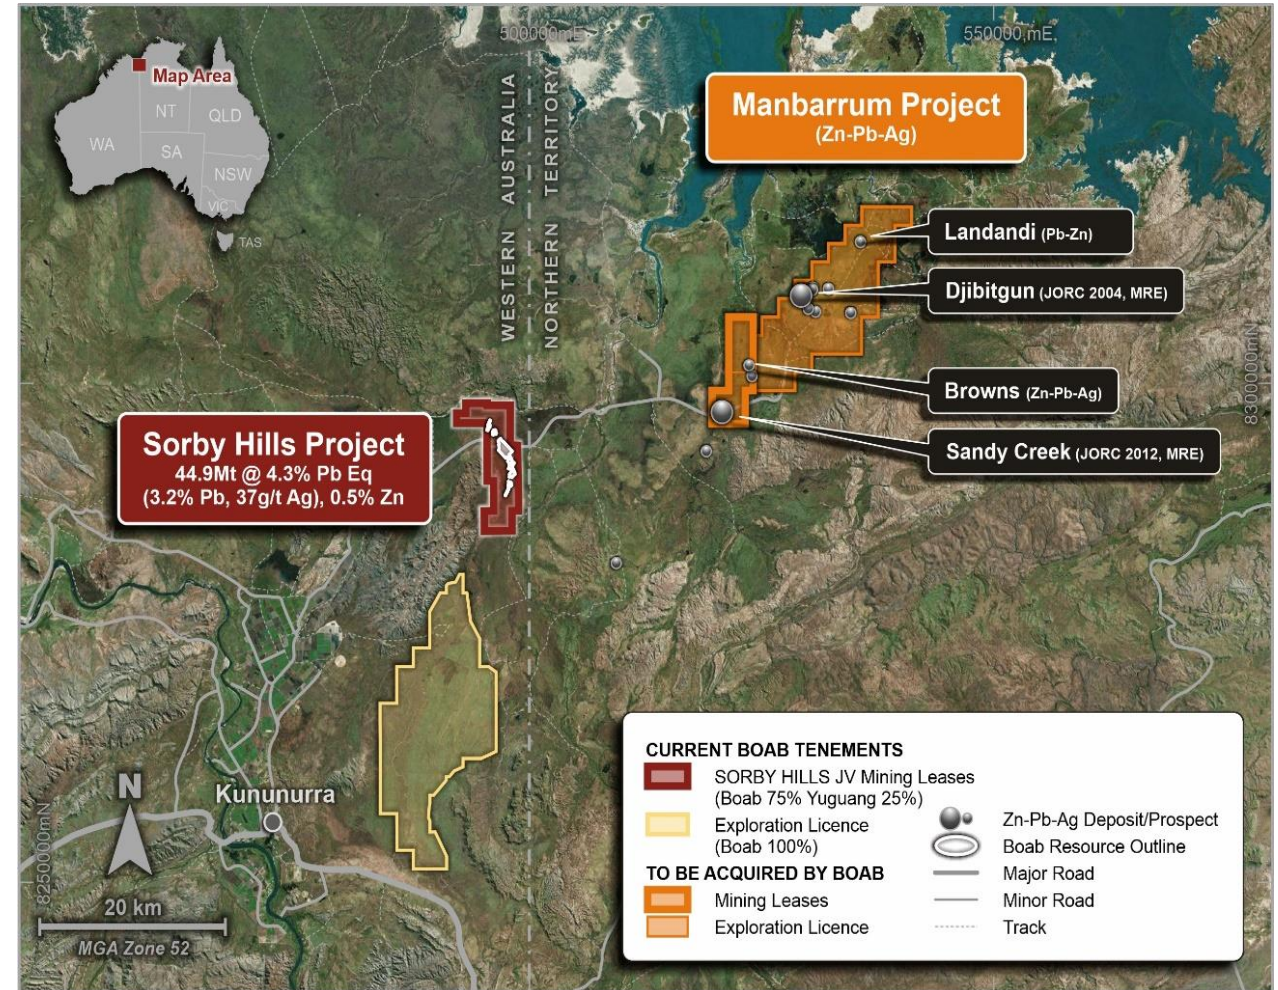 500000mE
550000,mE,
Map Area
NT
QLD
WA
SA
NSW
VIC
TAS
WESTERN AUSTRALIA
NORTHERN TERRITORY
Manbarrum Project
(Zn-Pb-Ag)
Landandi (Pb-Zn)
Djibitgun (JORC 2004, MRE)
Browns (Zn-Pb-Ag)
Sandy Creek (JORC 2012, MRE)
8300000mN
Sorby Hills Project
44.9Mt @ 4.3% Pb Eq
(3.2% Pb, 37g/t Ag), 0.5% Zn
Kununurra
N
8250000mN
20 km
MGA Zone 52
CURRENT BOAB TENEMENTS
SORBY HILLS JV Mining Leases
(Boab 75% Yuguang 25%)
Exploration Licence
(Boab 100%)
TO BE ACQUIRED BY BOAB
Mining Leases
Exploration Licence
Zn-Pb-Ag Deposit/Prospect
Boab Resource Outline
Major Road
Minor Road
Track